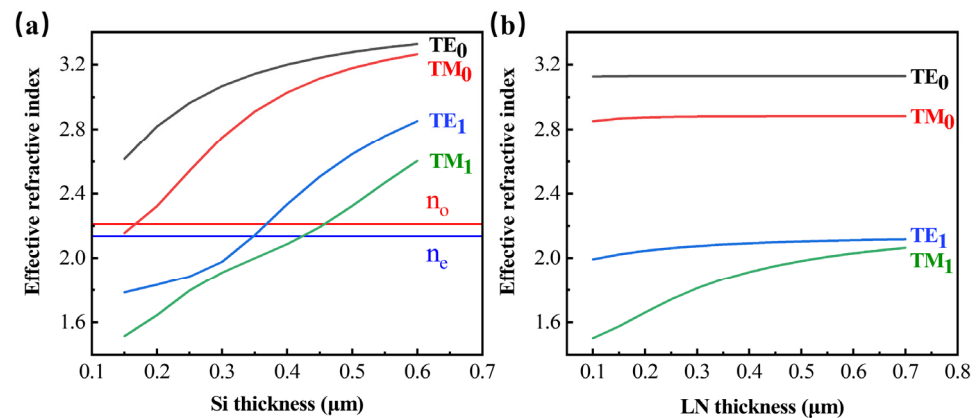 (a)
Effective refractive index
3.2
2.8
2.4
2.0
1.6
0.1 0.2 0.3 0.4 0.5 0.6 0.7
Si thickness (μm)
TE0
TM0
TE1
TM1
no
ne
(b)
Effective refractive index
3.2
2.8
2.4
2.0
1.6
0.1 0.2 0.3 0.4 0.5 0.6 0.7 0.8
LN thickness (μm)
TE0
TM0
TE1
TM1